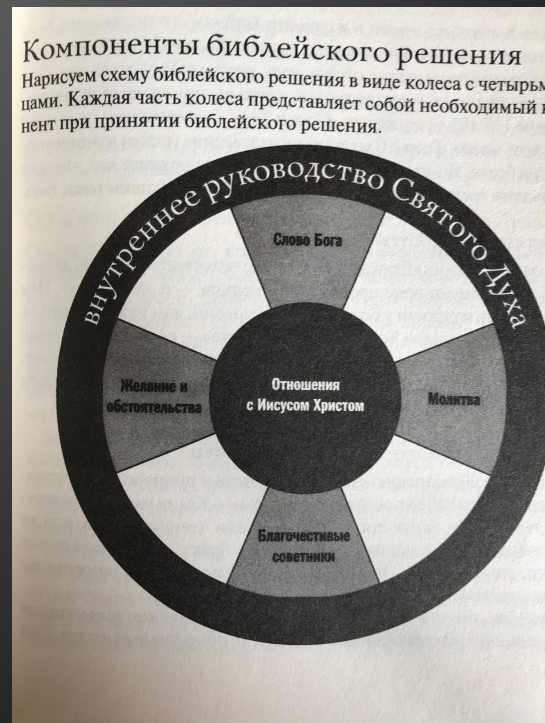 Компоненты библейского решения
Нарисуем схему библейского решения в виде колеса с четырьм
цами. Каждая часть колеса представляет собой необходимый
нент при принятии библейского решения.
внутреннее руководство Святого Духа
Слово Бога
Желание и
обстоятельства
Отношения
с Иисусом Христом
Молитва
Благочестивые
советники